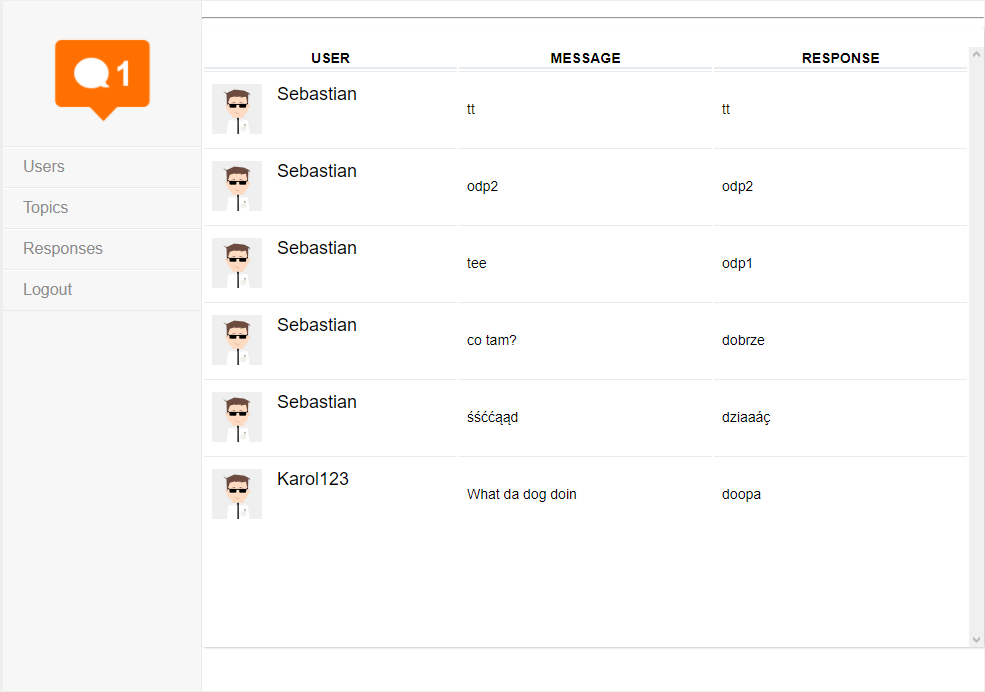 1
Users
Topics
Responses
Logout
USER MESSAGE RESPONSE
Sebastian tt tt
Sebastian odp2 odp2
Sebastian tee odp1
Sebastian co tam? dobrze
Sebastian śśććąąd dziaaáç
Karol123 What da dog doin doopa